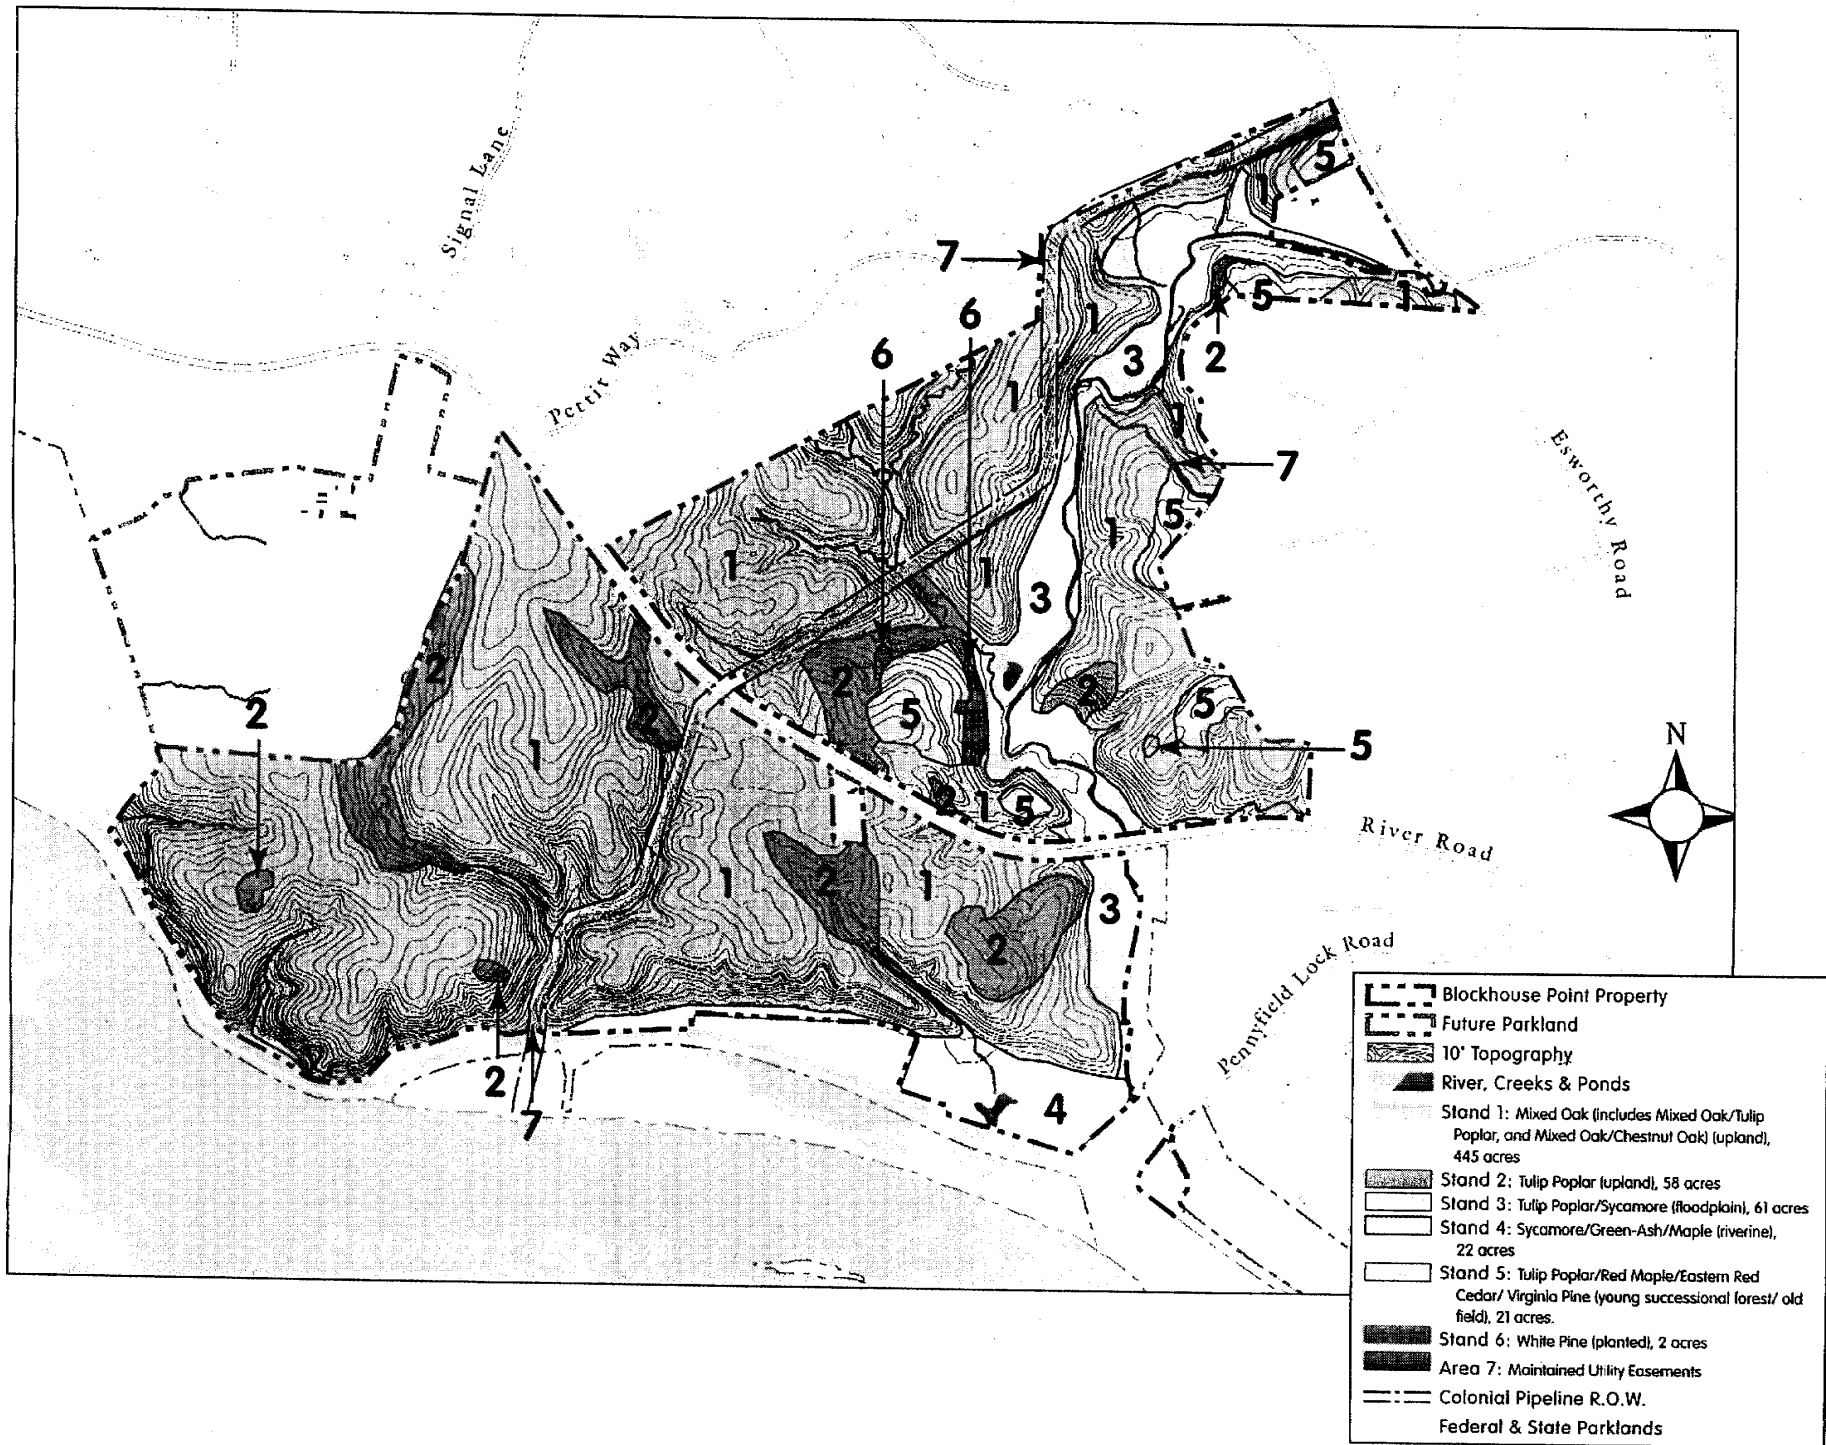 Signal Lane
5
1
7
5
1
6
1
Pettit Way
6
3
2
1
1
7
Esworthy Road
5
1
1
1
3
2
2
2
2
5
5
1
2
5
N
2
1
5
River Road
1
2
1
3
2
Pennyfield Lock Road
2
7
4
Blockhouse Point Property
Future Parkland
10' Topography
River, Creeks & Ponds
Stand 1: Mixed Oak (includes Mixed Oak/Tulip
Poplar, and Mixed Oak/Chestnut Oak) (upland),
445 acres
Stand 2: Tulip Poplar (upland), 58 acres
Stand 3: Tulip Poplar/Sycamore (floodplain), 61 acres
Stand 4: Sycamore/Green-Ash/Maple (riverine),
22 acres
Stand 5: Tulip Poplar/Red Maple/Eastern Red
Cedar/ Virginia Pine (young successional forest/ old
field), 21 acres.
Stand 6: White Pine (planted), 2 acres
Area 7: Maintained Utility Easements
Colonial Pipeline R.O.W.
Federal & State Parklands